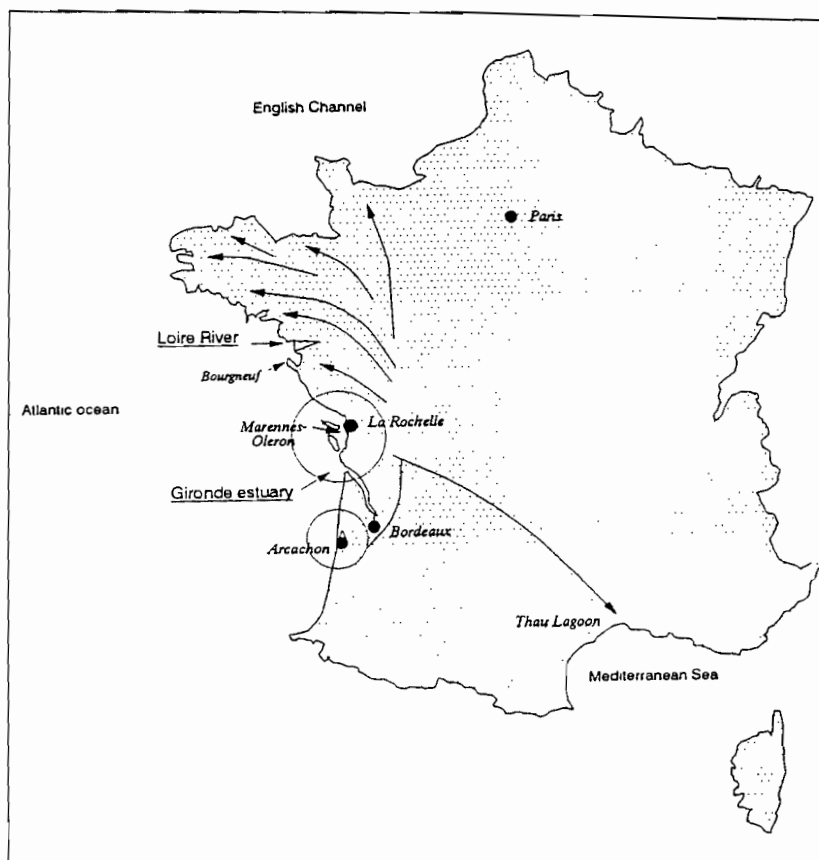 English Channel
Paris
Loire River
Bourgneuf
Atlantic ocean
Marennes-
Oleron
La Rochelle
Gironde estuary
Bordeaux
Arcachon
Thau Lagoon
Mediterranean Sea